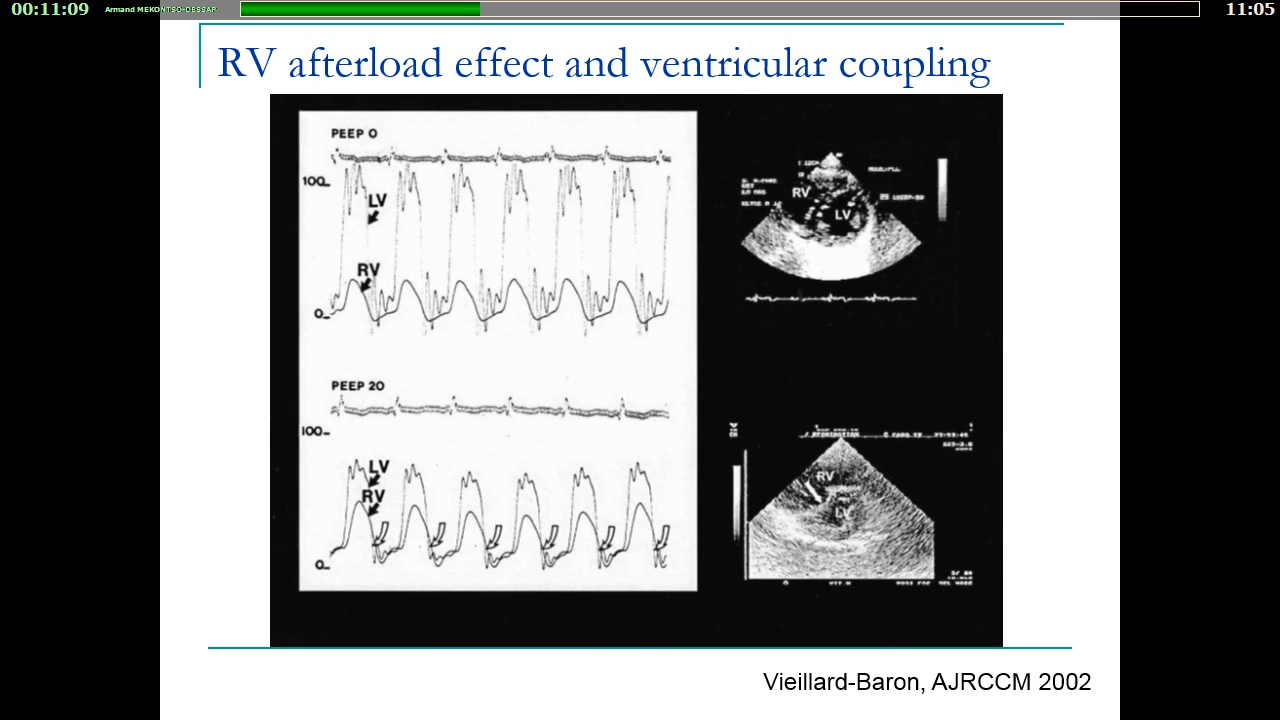 00:11:09
Armand MEKONTSO-DESSAP
11:05
RV afterload effect and ventricular coupling
PEEP 0
100
LV
RV
0
PEEP 20
100
LV
RV
0
RV
LV
RV
LV
Vieillard-Baron, AJRCCM 2002